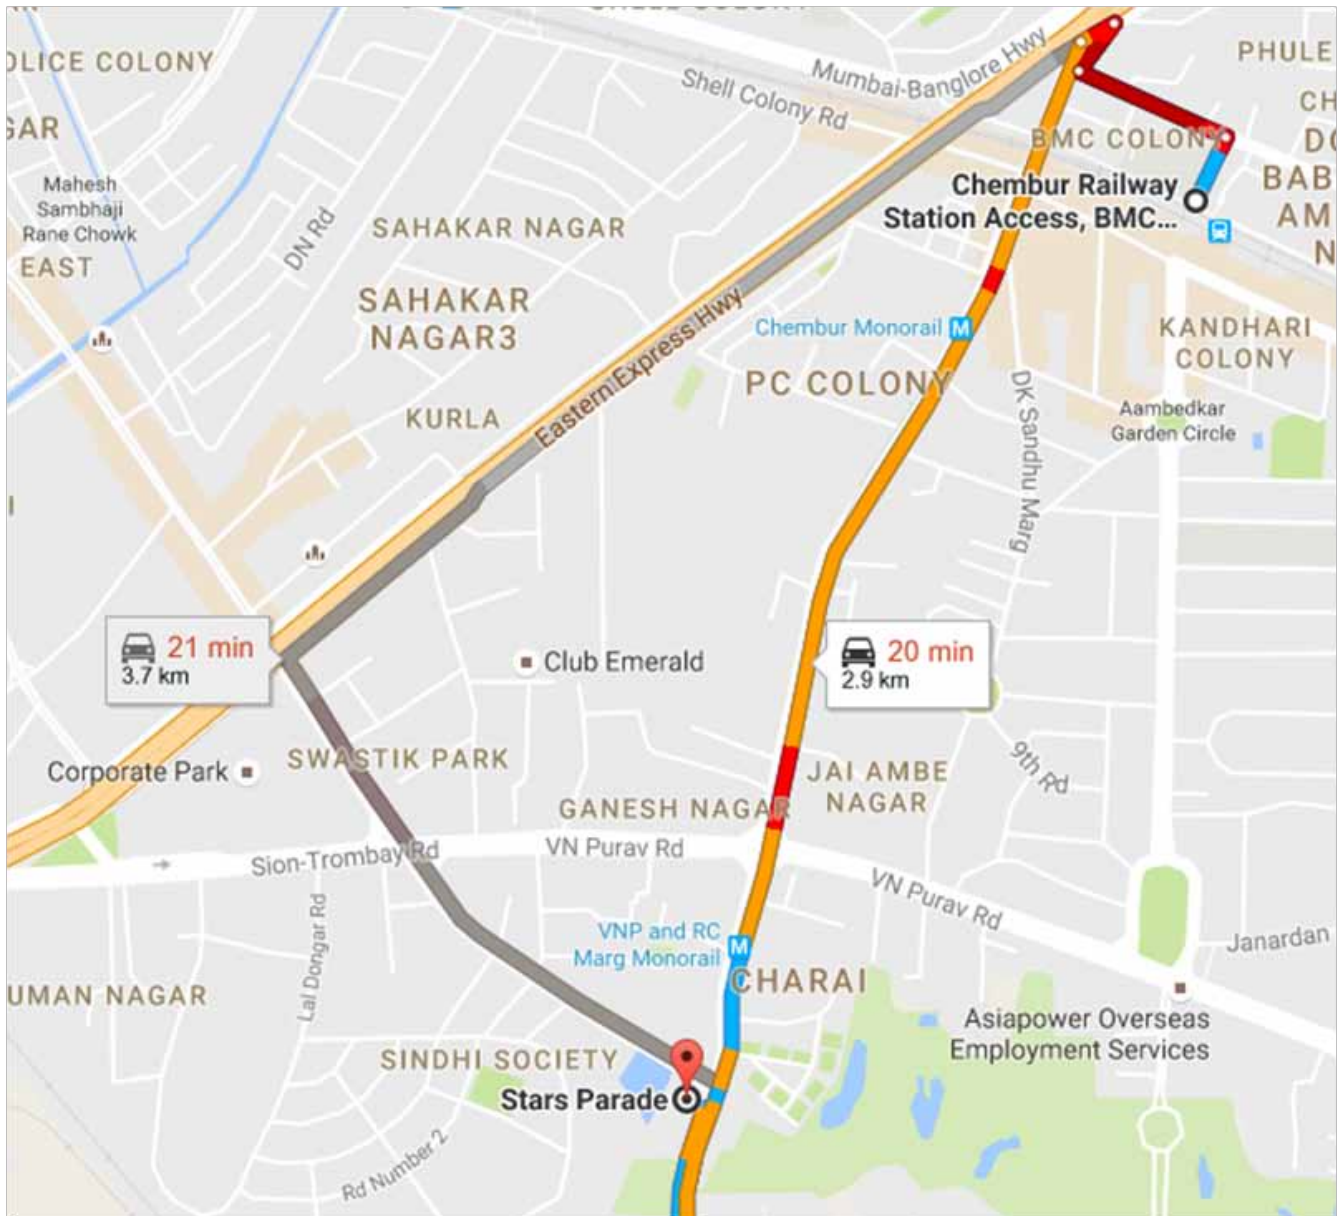 Mumbai-Banglore Hwy
Shell Colony Rd
OLICE COLONY
PHULE
GAR
CH
DO
BAB
AM
N
BMC COLONY
Chembur Railway
Station Access, BMC...
Mahesh
Sambhaji
Rane Chowk
EAST
DN Rd
SAHAKAR NAGAR
SAHAKAR
NAGAR3
Eastern Express Hwy
Chembur Monorail
M
KANDHARI
COLONY
PC COLONY
DK Sandhu Marg
Aambedkar
Garden Circle
KURLA
21 min
3.7 km
Club Emerald
20 min
2.9 km
Corporate Park
SWASTIK PARK
JAI AMBE
NAGAR
9th Rd
GANESH NAGAR
Sion-Trombay Rd
VN Purav Rd
VN Purav Rd
Lal Dongar Rd
VNP and RC
Marg Monorail
M
CHARAI
Janardan
UMAN NAGAR
Asiapower Overseas
Employment Services
SINDHI SOCIETY
Stars Parade
Rd Number 2